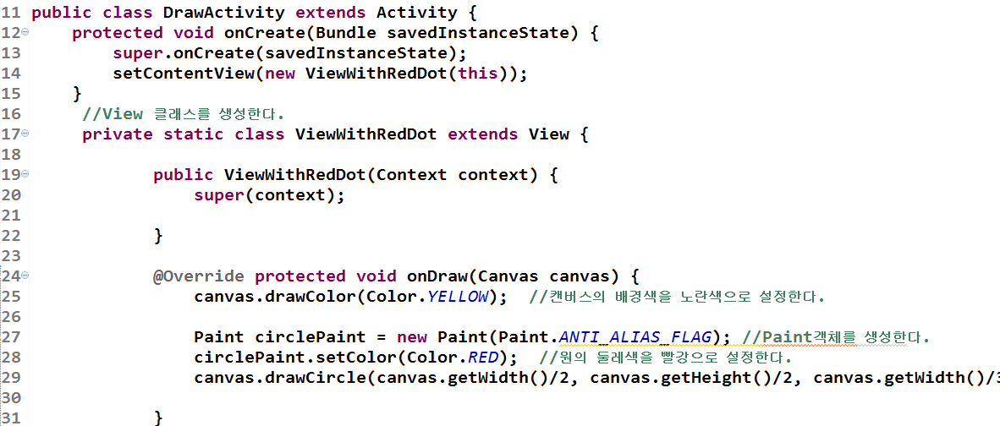 11 public class DrawActivity extends Activity {
12 protected void onCreate(Bundle savedInstanceState) {
13 super.onCreate(savedInstanceState);
14 setContentView(new ViewWithRedDot(this));
15 }
16 //View 클래스를 생성한다.
17 private static class ViewWithRedDot extends View {
18
19 public ViewWithRedDot(Context context) {
20 super(context);
21
22 }
23
24 @Override protected void onDraw(Canvas canvas) {
25 canvas.drawColor(Color.YELLOW); //캔버스의 배경색을 노란색으로 설정한다.
26
27 Paint circlePaint = new Paint(Paint.ANTI_ALIAS_FLAG); //Paint객체를 생성한다.
28 circlePaint.setColor(Color.RED); //원의 둘레색을 빨강으로 설정한다.
29 canvas.drawCircle(canvas.getWidth()/2, canvas.getHeight()/2, canvas.getWidth()/3
30
31 }